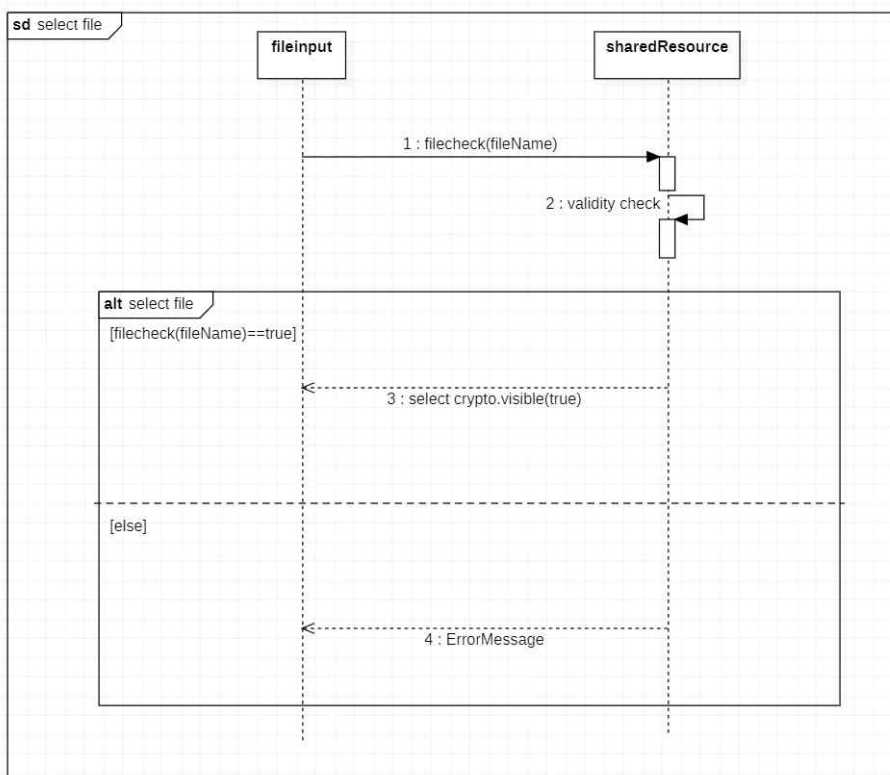 sd select file
fileinput
sharedResource
1 : filecheck(fileName)
2 : validity check
alt select file
[filecheck(fileName)==true]
3 : select crypto.visible(true)
[else]
4 : ErrorMessage